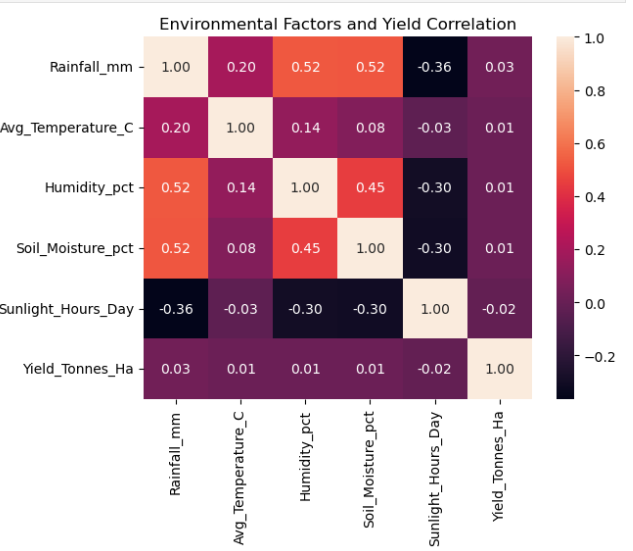 Environmental Factors and Yield Correlation
Rainfall_mm 1.00 0.20 0.52 0.52 -0.36 0.03
Avg_Temperature_C 0.20 1.00 0.14 0.08 -0.03 0.01
Humidity_pct 0.52 0.14 1.00 0.45 -0.30 0.01
Soil_Moisture_pct 0.52 0.08 0.45 1.00 -0.30 0.01
Sunlight_Hours_Day -0.36 -0.03 -0.30 -0.30 1.00 -0.02
Yield_Tonnes_Ha 0.03 0.01 0.01 0.01 -0.02 1.00
Rainfall_mm
Avg_Temperature_C
Humidity_pct
Soil_Moisture_pct
Sunlight_Hours_Day
Yield_Tonnes_Ha
1.0
0.8
0.6
0.4
0.2
0.0
−0.2